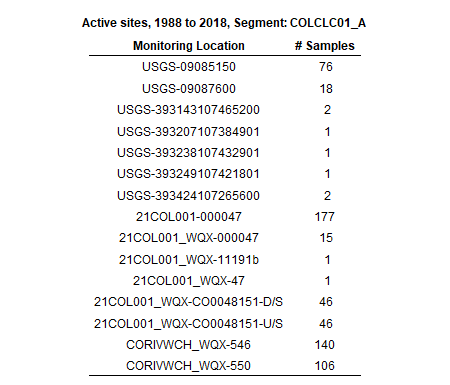 Active sites, 1988 to 2018, Segment: COLCLC01_A
Monitoring Location # Samples
USGS-09085150 76
USGS-09087600 18
USGS-393143107465200 2
USGS-393207107384901 1
USGS-393238107432901 1
USGS-393249107421801 1
USGS-393424107265600 2
21COL001-000047 177
21COL001_WQX-000047 15
21COL001_WQX-11191b 1
21COL001_WQX-47 1
21COL001_WQX-CO0048151-D/S 46
21COL001_WQX-CO0048151-U/S 46
CORIVWCH_WQX-546 140
CORIVWCH_WQX-550 106